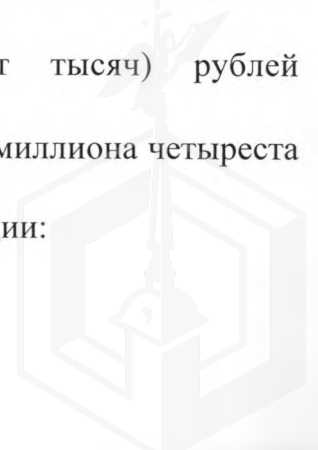 т тысяч) рублей
миллиона четыреста
ии: